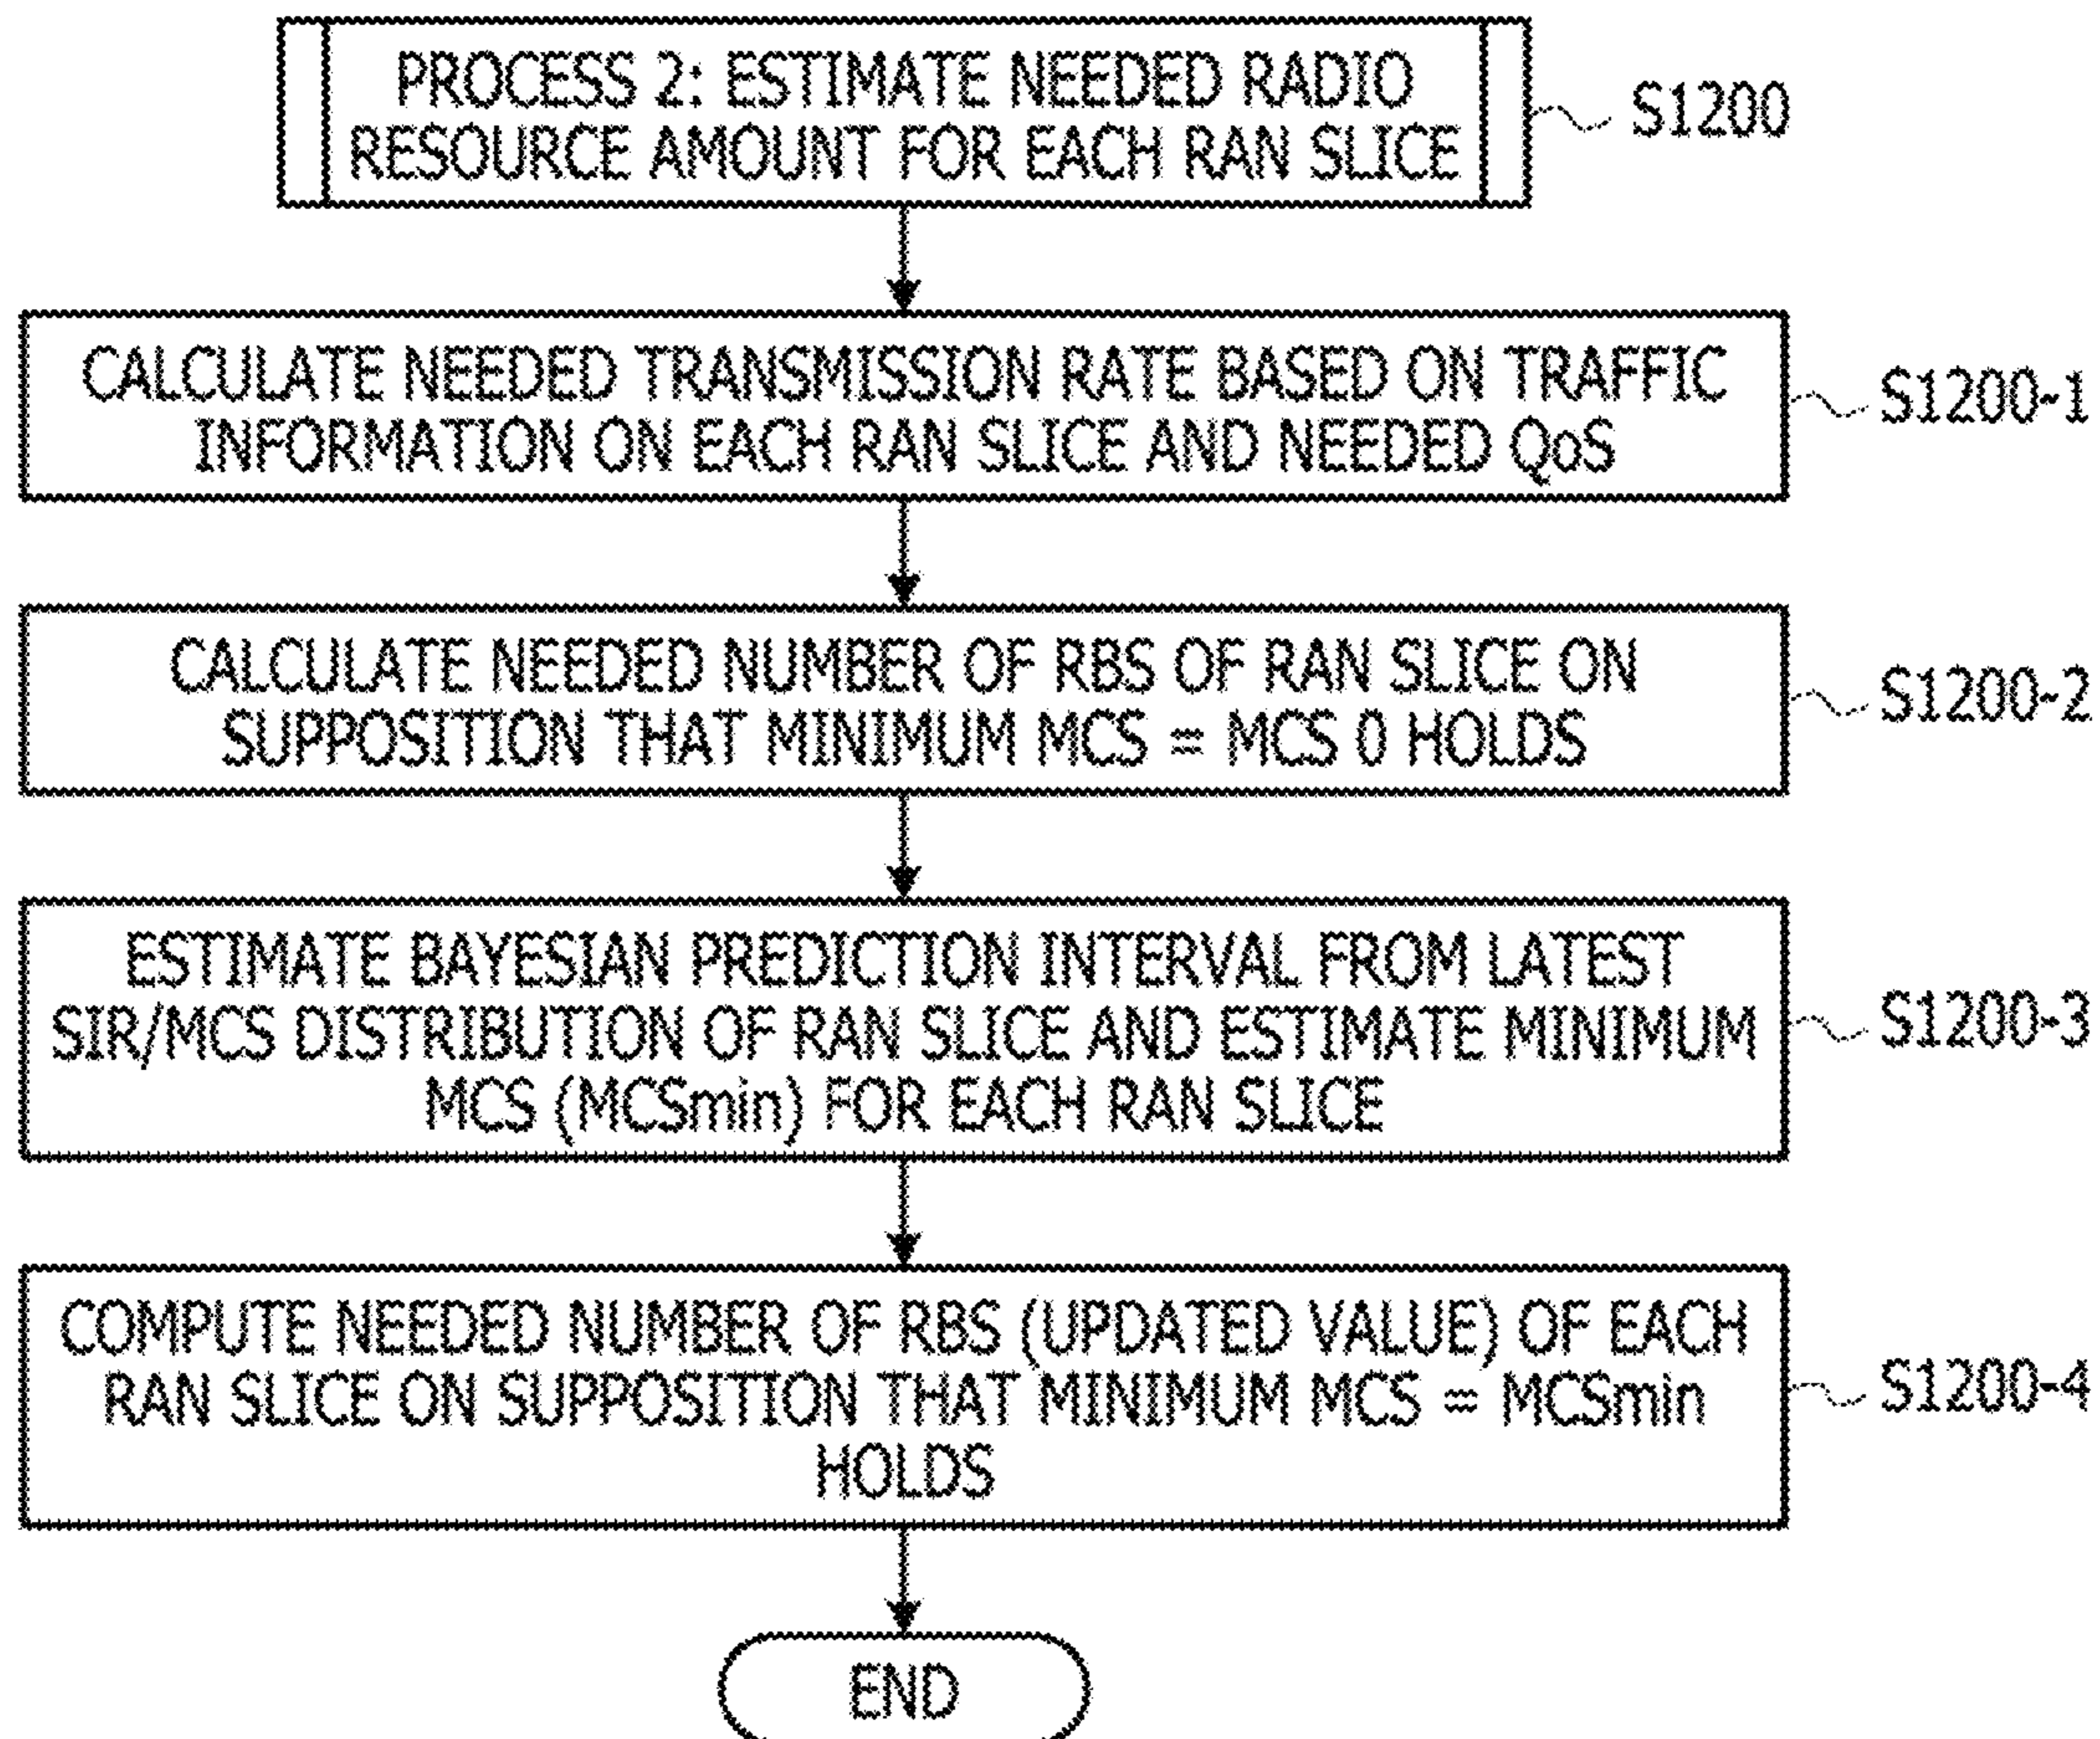 PROCESS 2: ESTIMATE NEEDED RADIO
RESOURCE AMOUNT FOR EACH RAN SLICE
S1200
CALCULATE NEEDED TRANSMISSION RATE BASED ON TRAFFIC
INFORMATION ON EACH RAN SLICE AND NEEDED QoS
S1200-1
CALCULATE NEEDED NUMBER OF RBS OF RAN SLICE ON
SUPPOSITION THAT MINIMUM MCS = MCS 0 HOLDS
S1200-2
ESTIMATE BAYESIAN PREDICTION INTERVAL FROM LATEST
SIR/MCS DISTRIBUTION OF RAN SLICE AND ESTIMATE MINIMUM
MCS (MCSmin) FOR EACH RAN SLICE
S1200-3
COMPUTE NEEDED NUMBER OF RBS (UPDATED VALUE) OF EACH
RAN SLICE ON SUPPOSITION THAT MINIMUM MCS = MCSmin
HOLDS
S1200-4
END